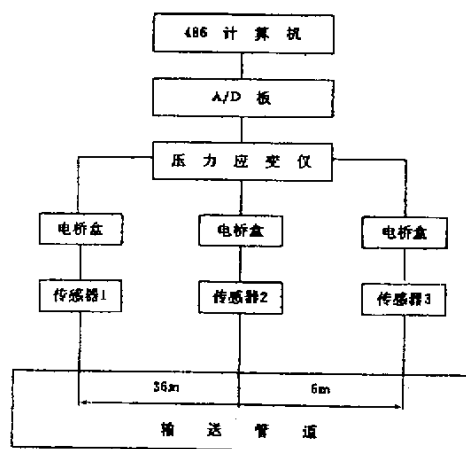 486 计算机
A/D 板
压力应变仪
电桥盒 电桥盒 电桥盒
传感器1 传感器2 传感器3
36m 6m
输送管道